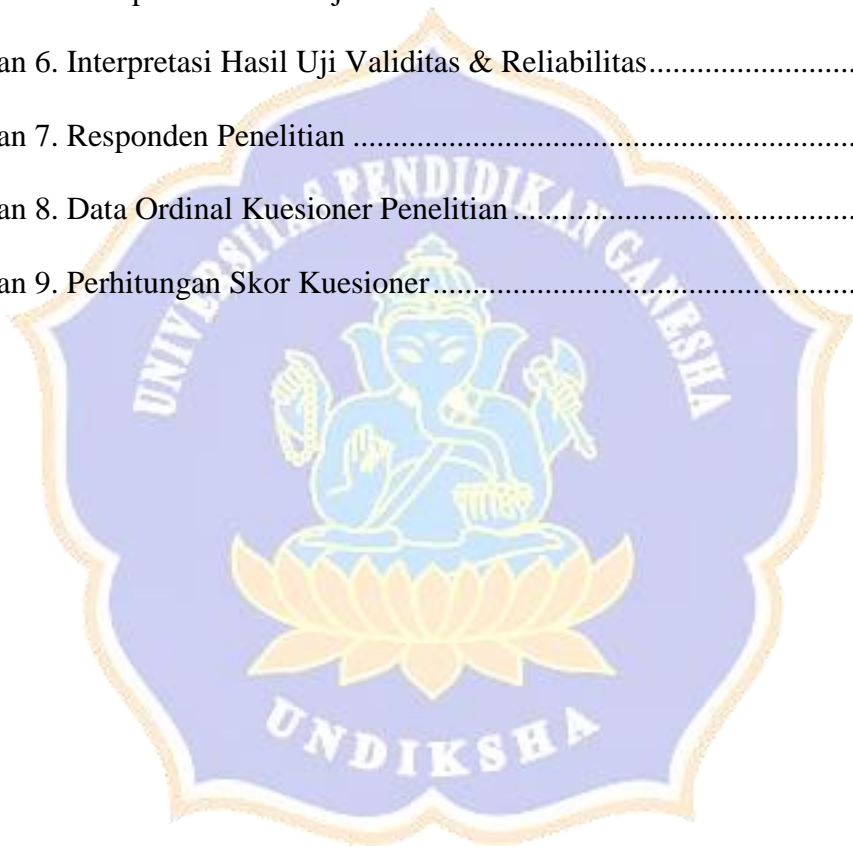 an 6. Interpretasi Hasil Uji Validitas & Reliabilitas......................
an 7. Responden Penelitian ............................................................
an 8. Data Ordinal Kuesioner Penelitian ........................................
an 9. Perhitungan Skor Kuesioner..................................................
UNIVERSITAS PENDIDIKAN GANESHA
UNDIKSHA